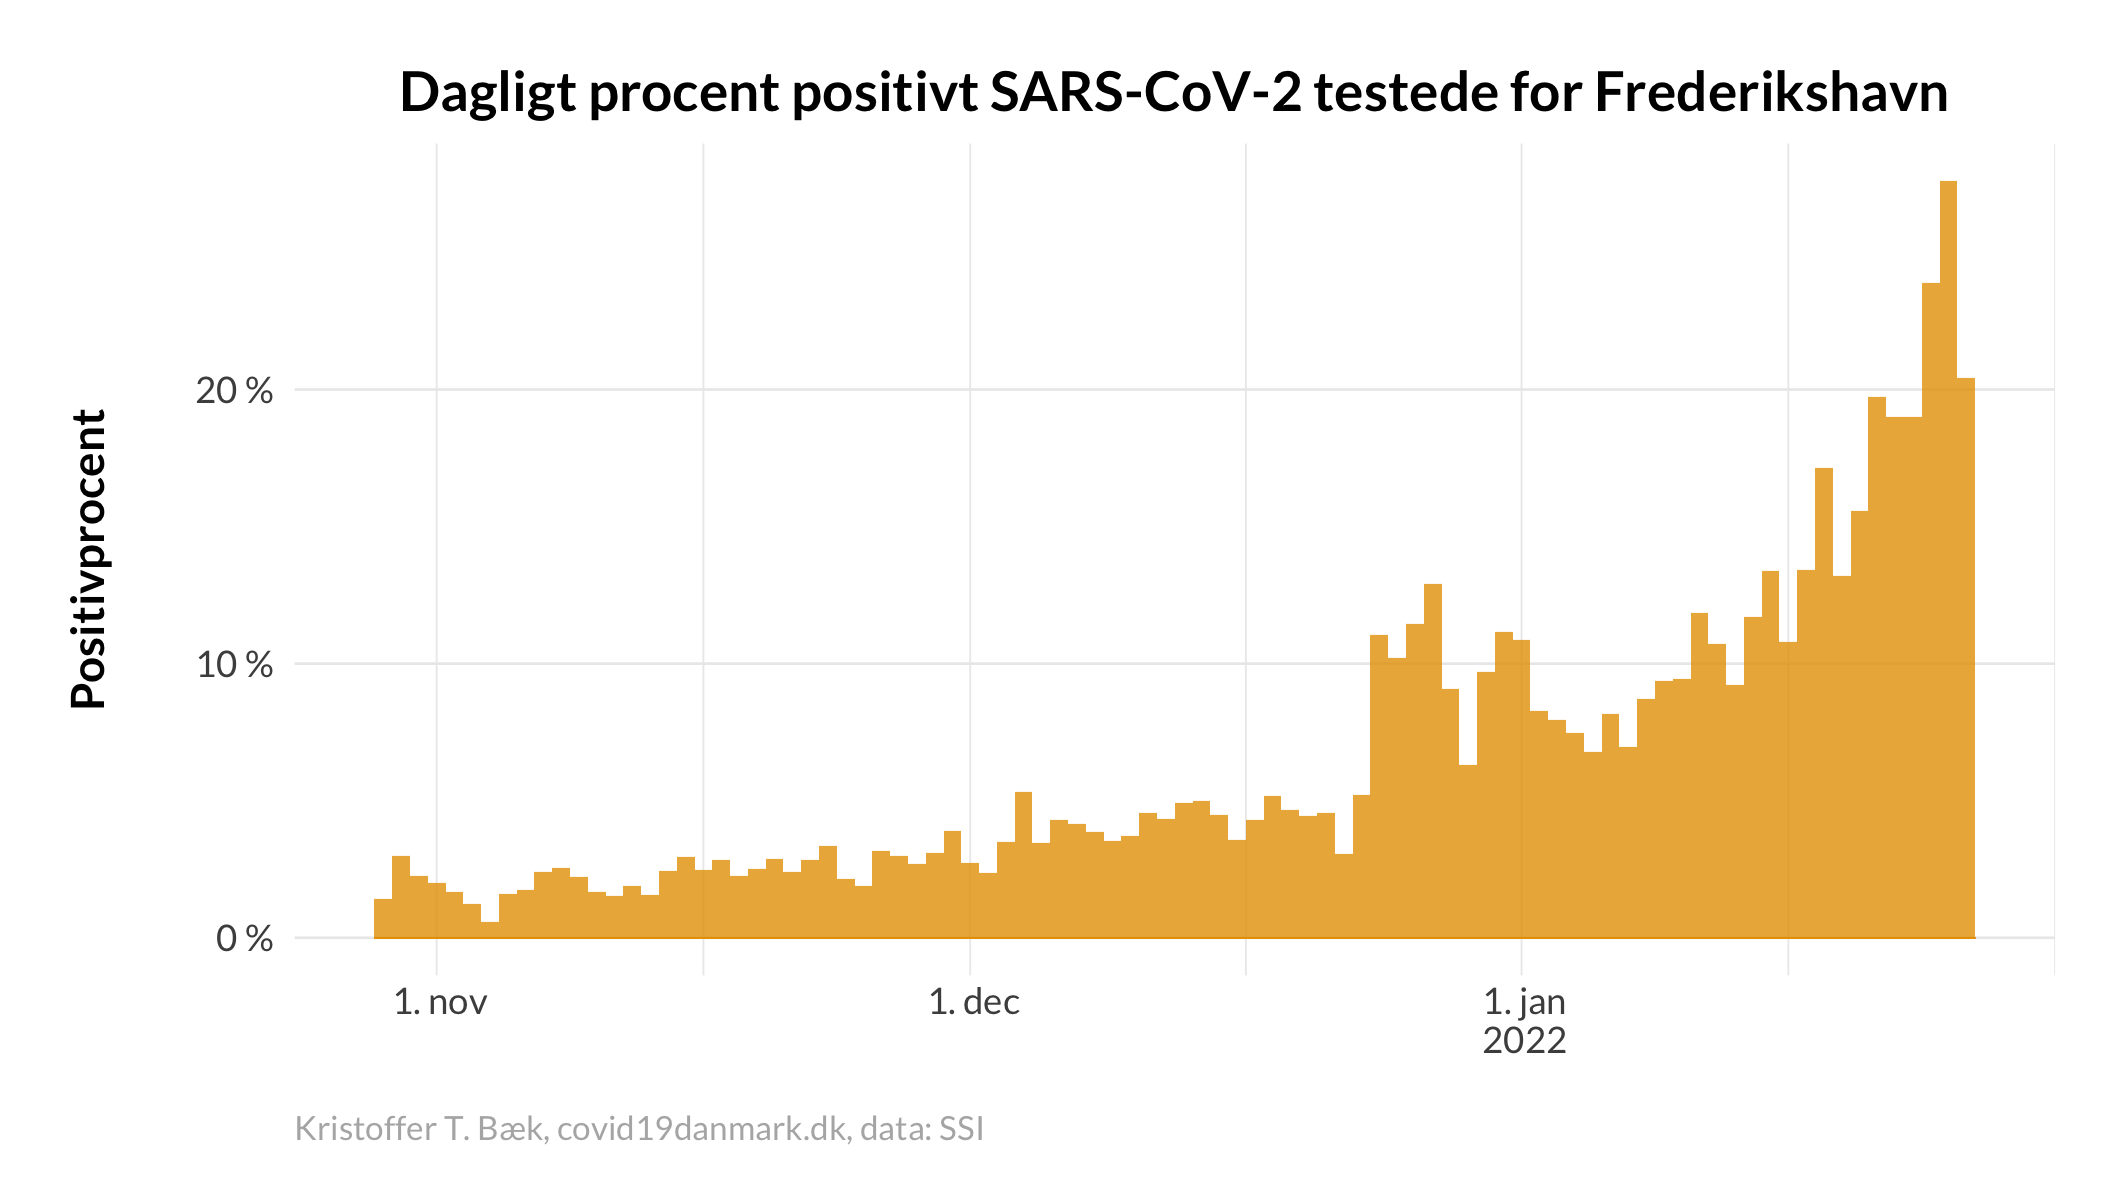 Dagligt procent positivt SARS-CoV-2 testede for Frederikshavn
Positivprocent
20 %
10 %
0 %
1. nov
1. dec
1. jan
2022
Kristoffer T. Bæk, covid19danmark.dk, data: SSI